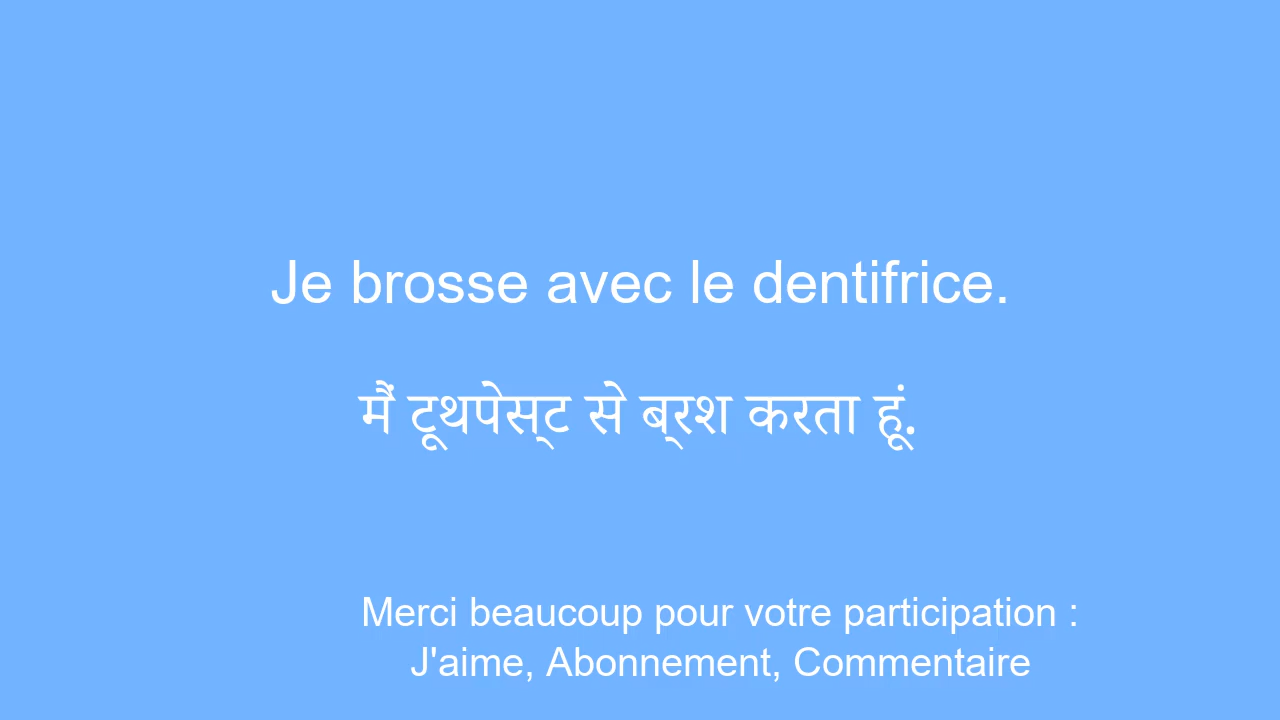 Je brosse avec le dentifrice.
मैं टूथपेस्ट से ब्रश करता हूं.
Merci beaucoup pour votre participation :
J'aime, Abonnement, Commentaire